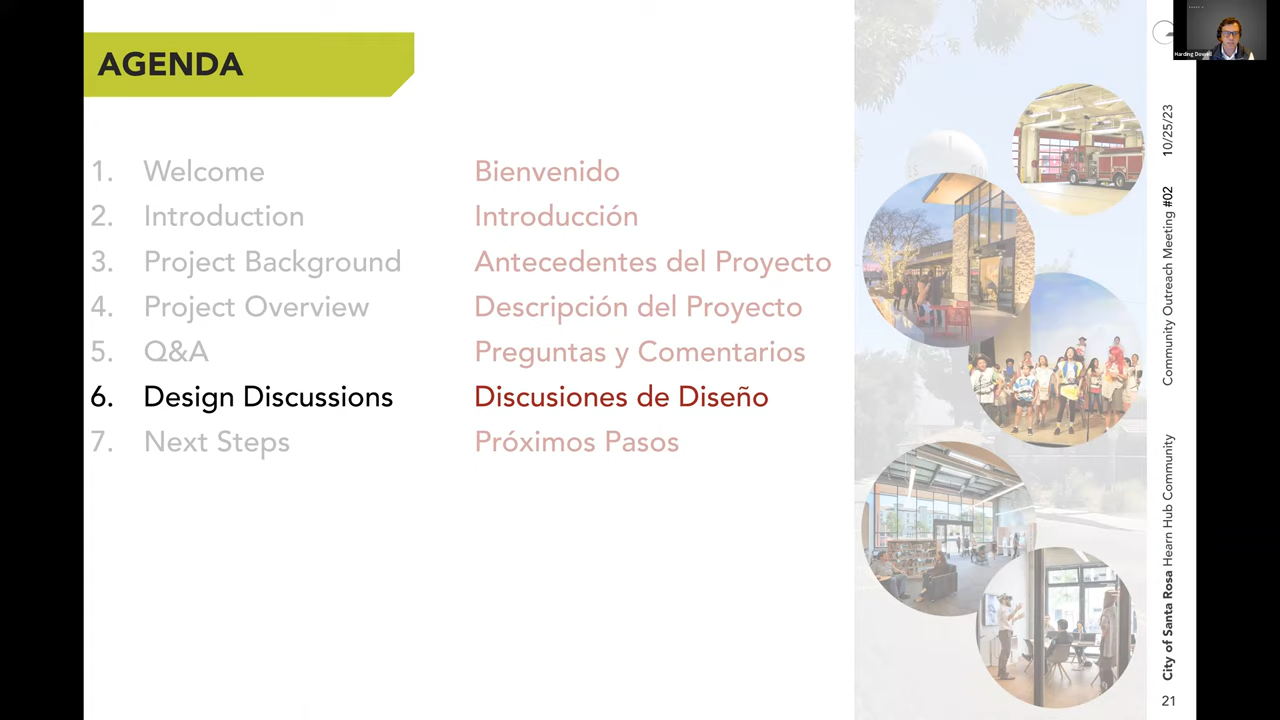 AGENDA
1. Welcome Bienvenido
2. Introduction Introducción
3. Project Background Antecedentes del Proyecto
4. Project Overview Descripción del Proyecto
5. Q&A Preguntas y Comentarios
6. Design Discussions Discusiones de Diseño
7. Next Steps Próximos Pasos
10/25/23
Community Outreach Meeting #02
City of Santa Rosa Hearn Hub Community
21